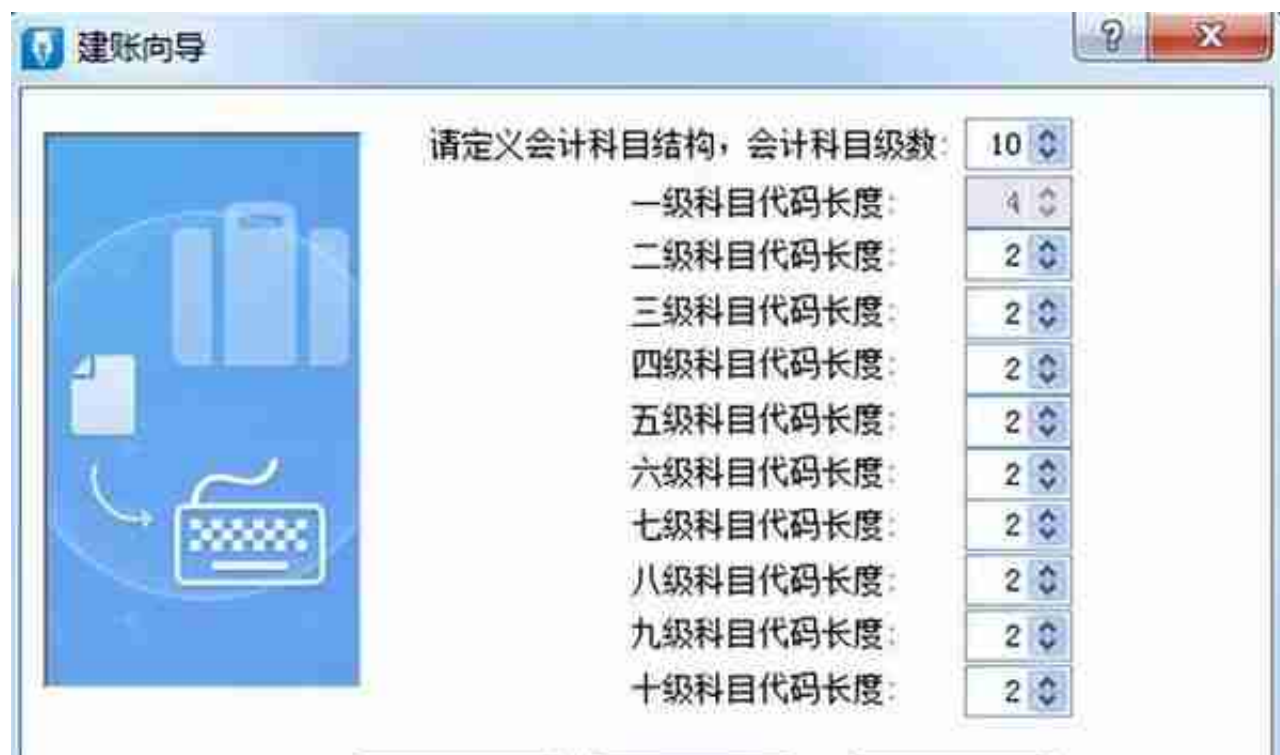 建账向导
请定义会计科目结构，会计科目级数： 10
一级科目代码长度： 4
二级科目代码长度： 2
三级科目代码长度： 2
四级科目代码长度： 2
五级科目代码长度： 2
六级科目代码长度： 2
七级科目代码长度： 2
八级科目代码长度： 2
九级科目代码长度： 2
十级科目代码长度： 2